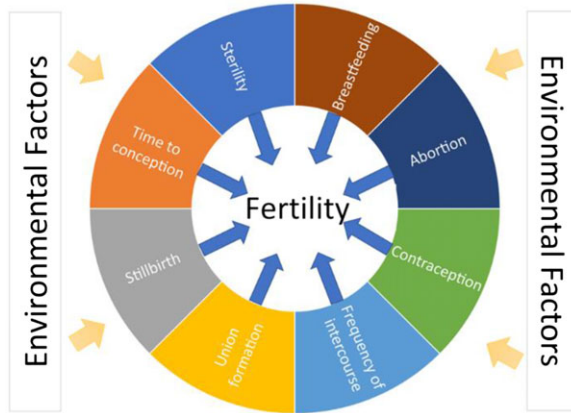 Environmental Factors
Sterility
Breastfeeding
Time to
conception
Abortion
Fertility
Stillbirth
Contraception
Union
formation
Frequency of
intercourse
Environmental Factors